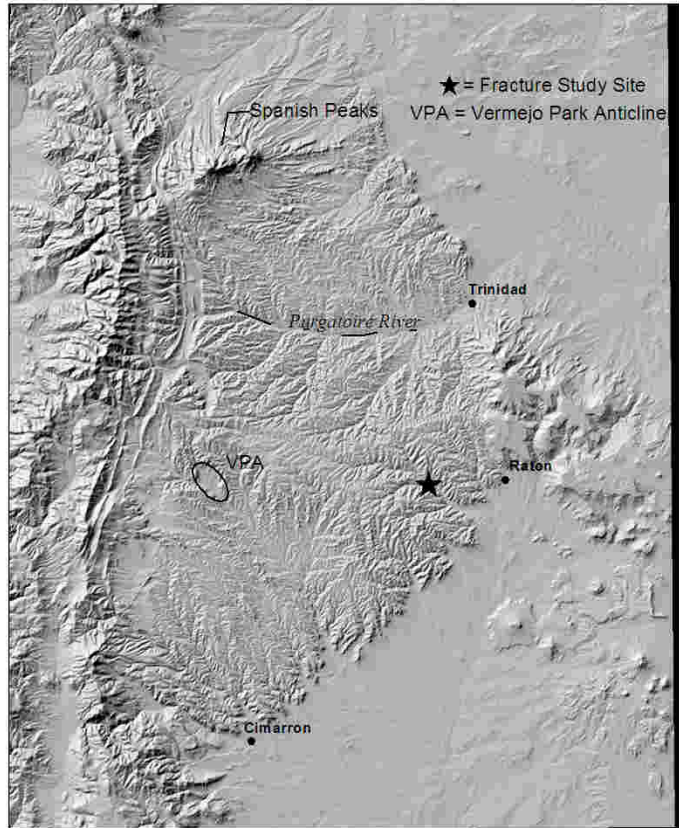 ★ = Fracture Study Site
Spanish Peaks
VPA = Vermejo Park Anticline
Trinidad
Purgatoire River
VPA
Raton
Cimarron